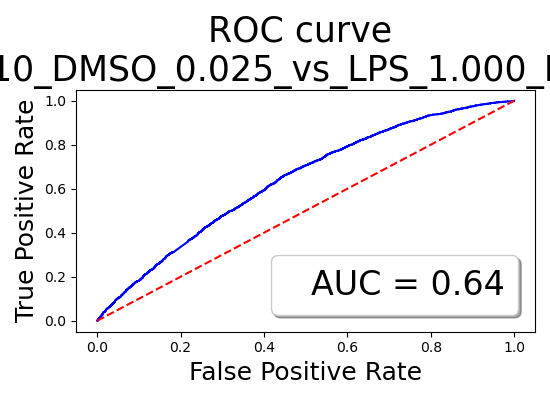 ROC curve
10_DMSO_0.025_vs_LPS_1.000_
True Positive Rate
1.0
0.8
0.6
0.4
0.2
0.0
AUC = 0.64
0.0 0.2 0.4 0.6 0.8 1.0
False Positive Rate